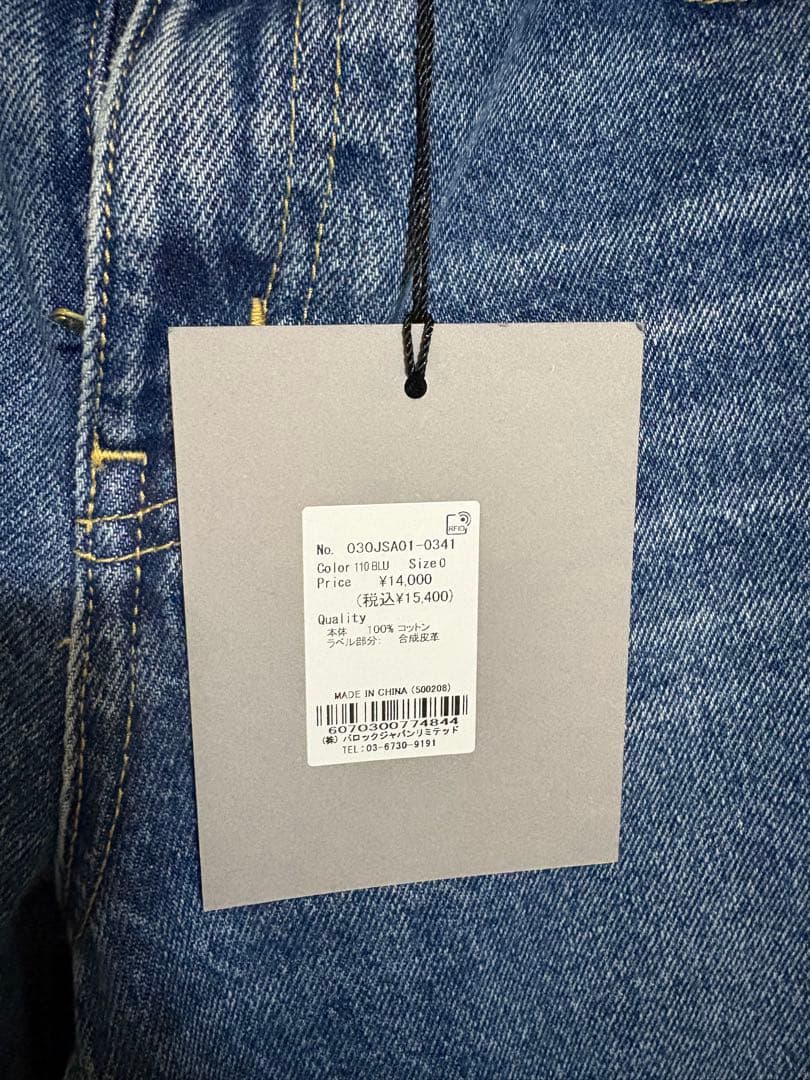 RFID
No. 030JSA01-0341
Color 110 BLU Size 0
Price ¥14,000
(税込¥15,400)
Quality
本体 100% コットン
ラベル部分: 合成皮革
MADE IN CHINA (500208)
6070300774844
(株) バロックジャパンリミテッド
TEL:03-6730-9191